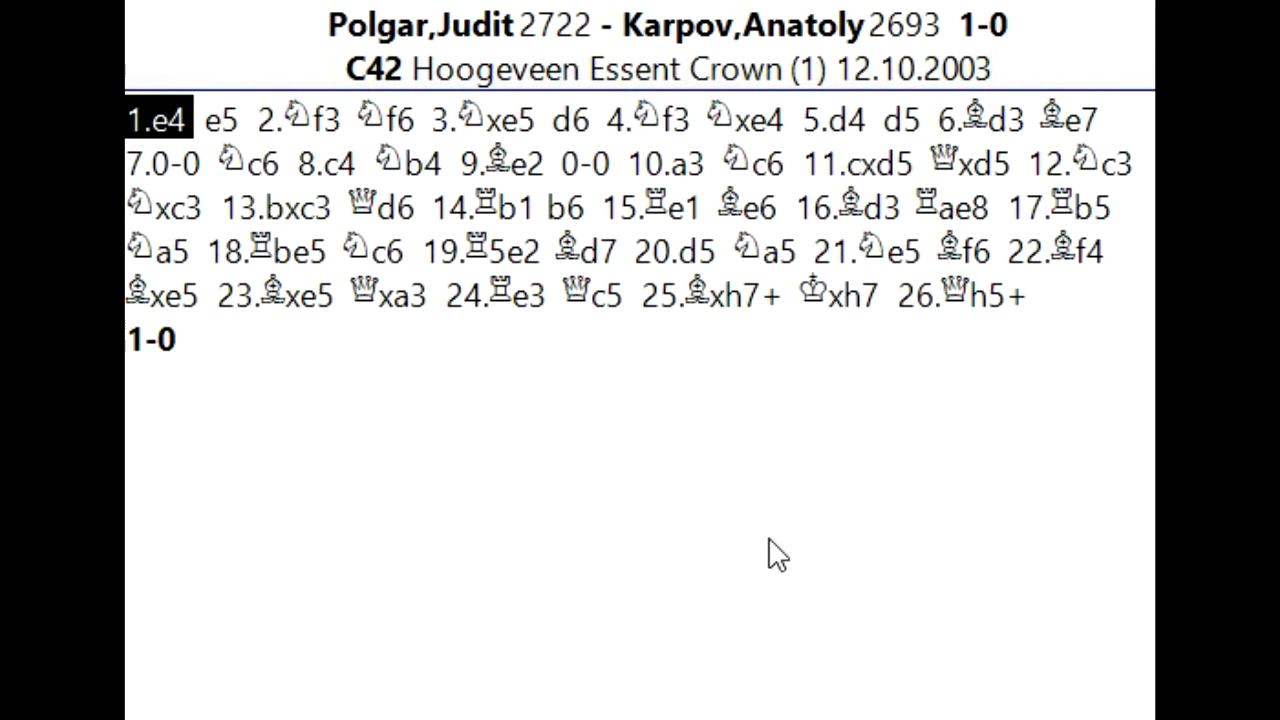 Polgar,Judit 2722 - Karpov,Anatoly 2693 1-0
C42 Hoogeveen Essent Crown (1) 12.10.2003
1.e4 e5 2.♘f3 ♘f6 3.♘xe5 d6 4.♘f3 ♘xe4 5.d4 d5 6.♗d3 ♗e7
7.0-0 ♘c6 8.c4 ♘b4 9.♗e2 0-0 10.a3 ♘c6 11.cxd5 ♕xd5 12.♘c3
♘xc3 13.bxc3 ♕d6 14.♖b1 b6 15.♖e1 ♗e6 16.♗d3 ♖ae8 17.♖b5
♘a5 18.♖be5 ♘c6 19.♖5e2 ♗d7 20.d5 ♘a5 21.♘e5 ♗f6 22.♗f4
♗xe5 23.♗xe5 ♕xa3 24.♖e3 ♕c5 25.♗xh7+ ♔xh7 26.♕h5+
1-0